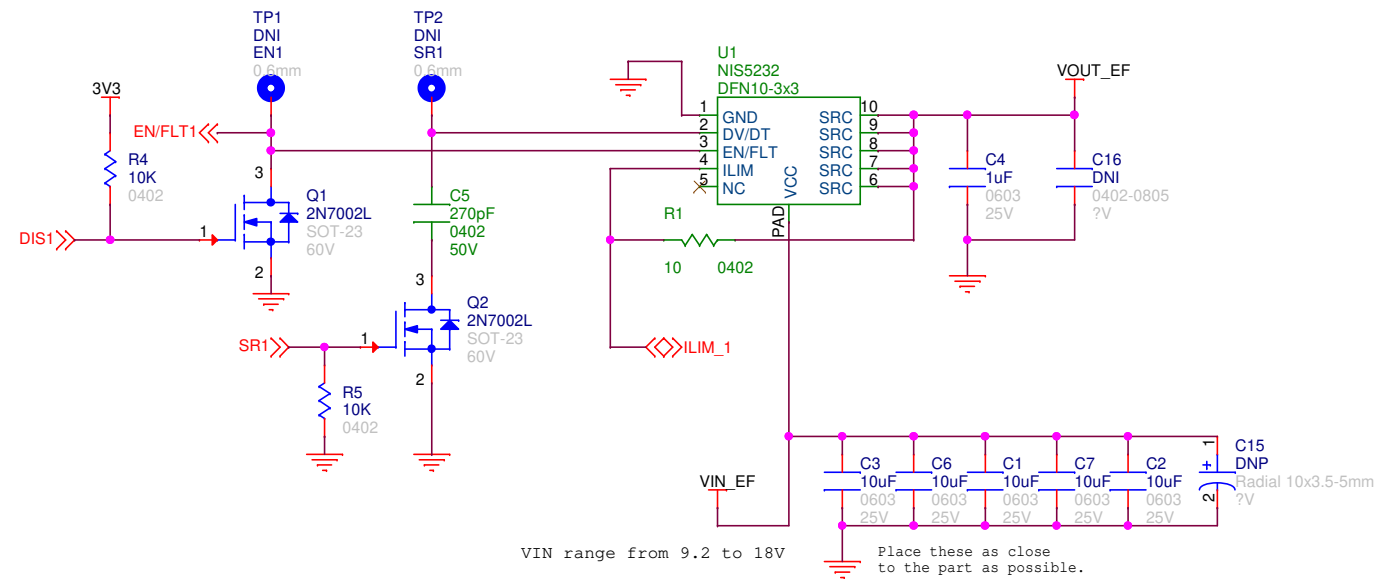 TP1
DNI
EN1
0.6mm
TP2
DNI
SR1
0.6mm
3V3
EN/FLT1
R4
10K
0402
DIS1
1
3
2
Q1
2N7002L
SOT-23
60V
C5
270pF
0402
50V
SR1
R5
10K
0402
1
3
2
Q2
2N7002L
SOT-23
60V
U1
NIS5232
DFN10-3x3
1 GND
2 DV/DT
3 EN/FLT
4 ILIM
5 NC
SRC 10
SRC 9
SRC 8
SRC 7
SRC 6
VCC
PAD
R1
10 0402
ILIM_1
VOUT_EF
C4
1uF
0603
25V
C16
DNI
0402-0805
?V
VIN_EF
C3
10uF
0603
25V
C6
10uF
0603
25V
C1
10uF
0603
25V
C7
10uF
0603
25V
C2
10uF
0603
25V
1
+
2
C15
DNP
Radial 10x3.5-5mm
?V
VIN range from 9.2 to 18V
Place these as close
to the part as possible.